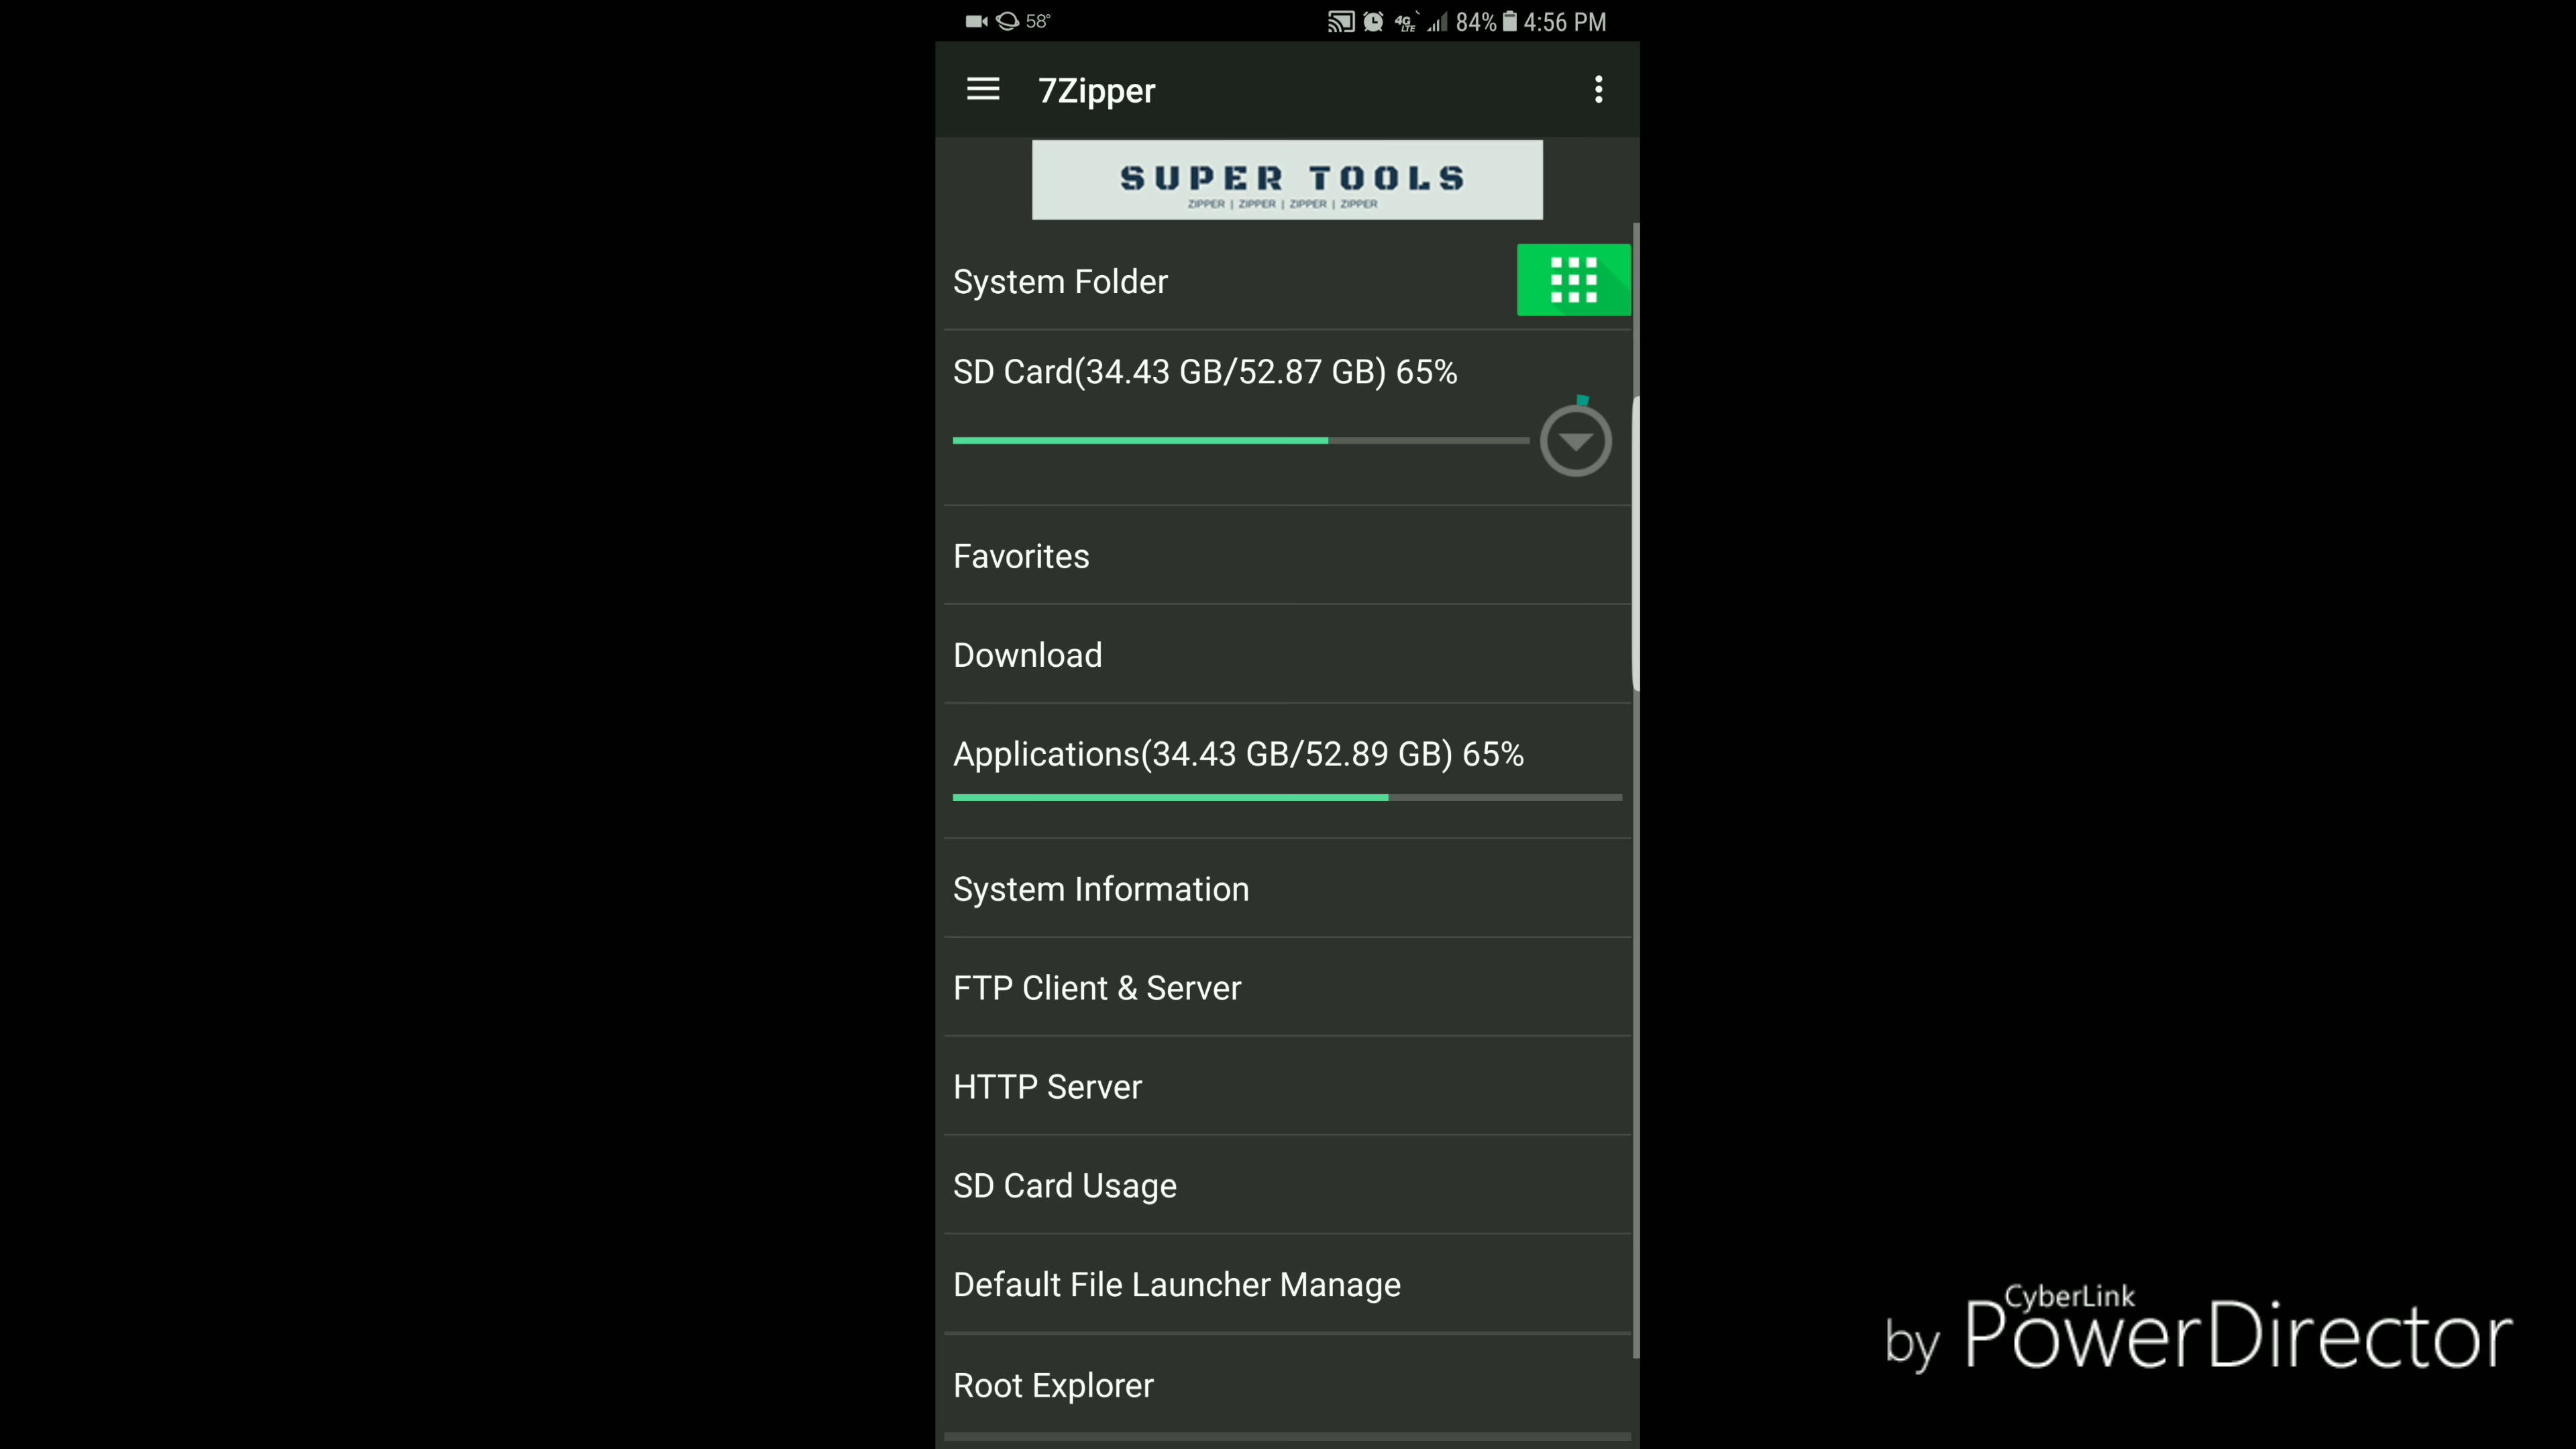 58°
4G LTE 84% 4:56 PM
7Zipper
SUPER TOOLS
ZIPPER | ZIPPER | ZIPPER | ZIPPER
System Folder
SD Card(34.43 GB/52.87 GB) 65%
Favorites
Download
Applications(34.43 GB/52.89 GB) 65%
System Information
FTP Client & Server
HTTP Server
SD Card Usage
Default File Launcher Manage
Root Explorer
by CyberLink
PowerDirector